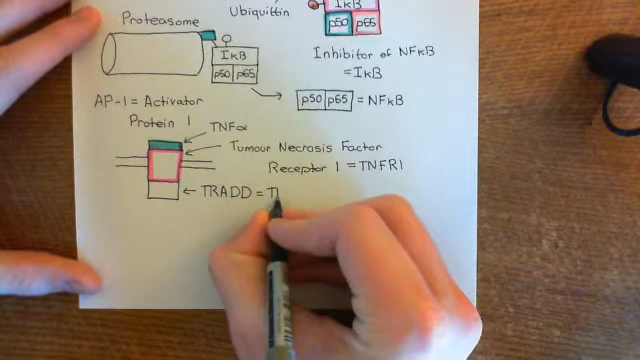 Ubiquitin
IκB
p50 p65
Proteasome
IκB
p50 p65
Inhibitor of NFκB
= IκB
p50 p65 = NFκB
AP-1 = Activator
Protein 1
TNFα
Tumour Necrosis Factor
Receptor 1 = TNFR1
TRADD = T